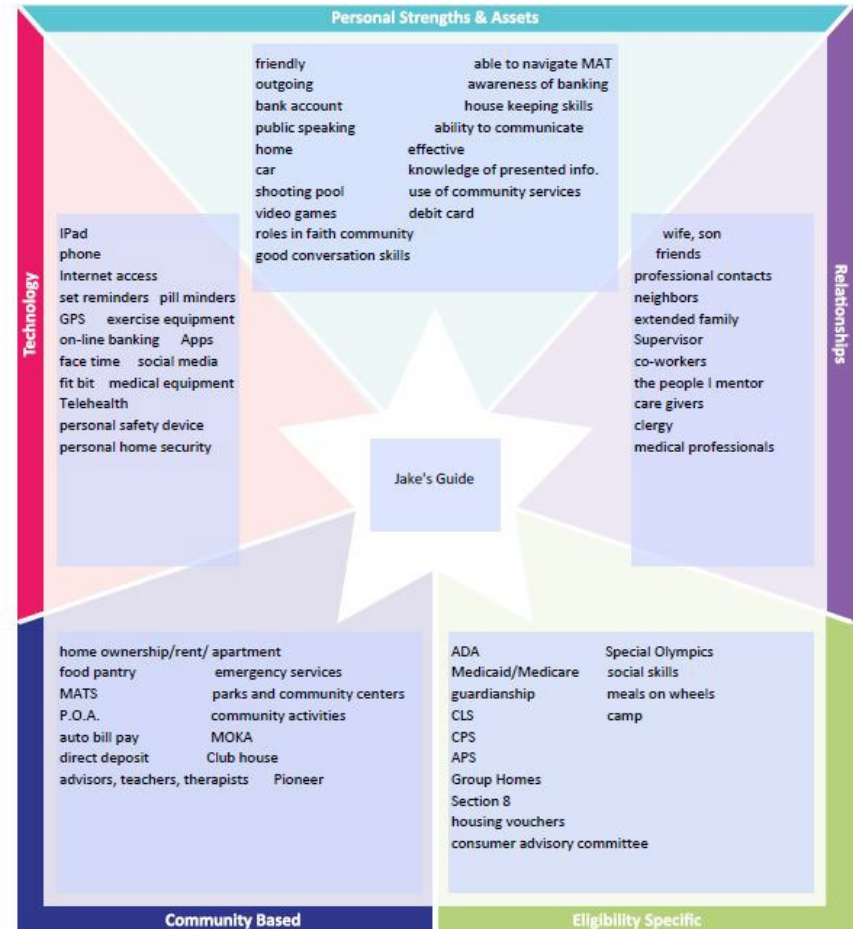 Personal Strengths & Assets
friendly able to navigate MAT
outgoing awareness of banking
bank account house keeping skills
public speaking ability to communicate
home effective
car knowledge of presented info.
shooting pool use of community services
video games debit card
roles in faith community
good conversation skills
Technology
IPad
phone
Internet access
set reminders pill minders
GPS exercise equipment
on-line banking Apps
face time social media
fit bit medical equipment
Telehealth
personal safety device
personal home security
Relationships
wife, son
friends
professional contacts
neighbors
extended family
Supervisor
co-workers
the people I mentor
care givers
clergy
medical professionals
Jake's Guide
home ownership/rent/ apartment
food pantry emergency services
MATS parks and community centers
P.O.A. community activities
auto bill pay MOKA
direct deposit Club house
advisors, teachers, therapists Pioneer
Community Based
ADA Special Olympics
Medicaid/Medicare social skills
guardianship meals on wheels
CLS camp
CPS
APS
Group Homes
Section 8
housing vouchers
consumer advisory committee
Eligibility Specific